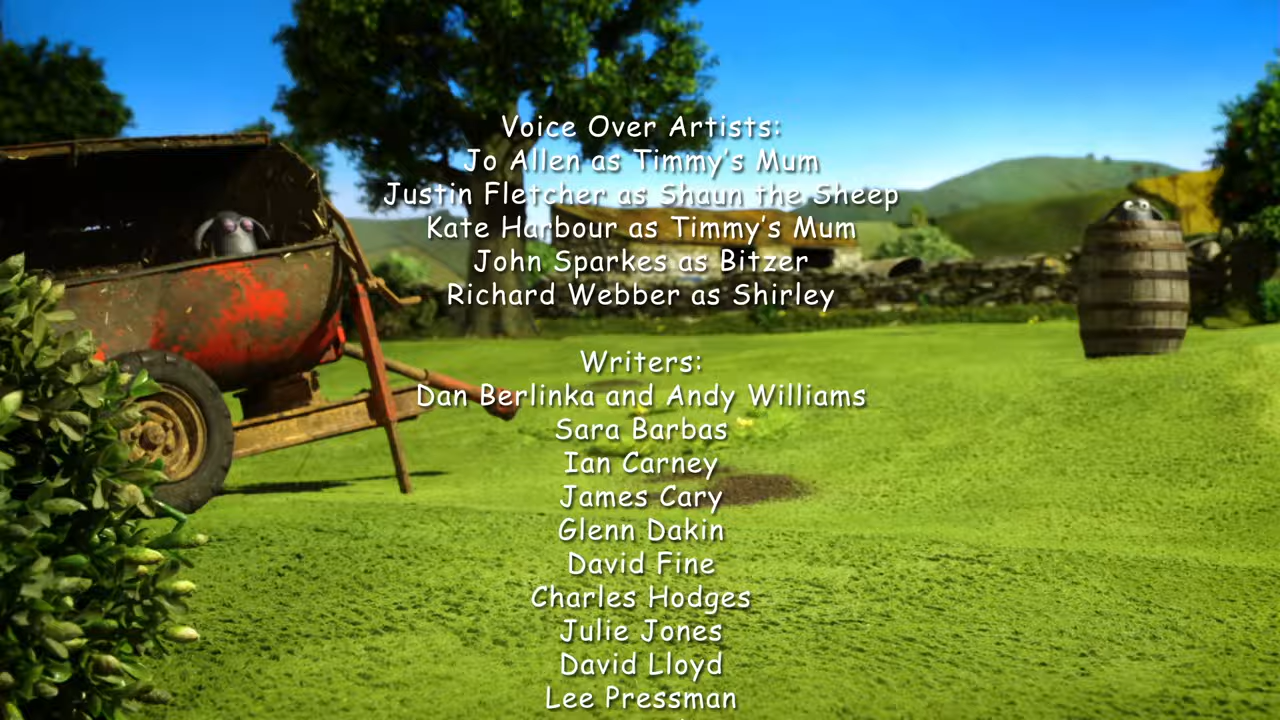 Voice Over Artists:
Jo Allen as Timmy's Mum
Justin Fletcher as Shaun the Sheep
Kate Harbour as Timmy's Mum
John Sparkes as Bitzer
Richard Webber as Shirley
Writers:
Dan Berlinka and Andy Williams
Sara Barbas
Ian Carney
James Cary
Glenn Dakin
David Fine
Charles Hodges
Julie Jones
David Lloyd
Lee Pressman